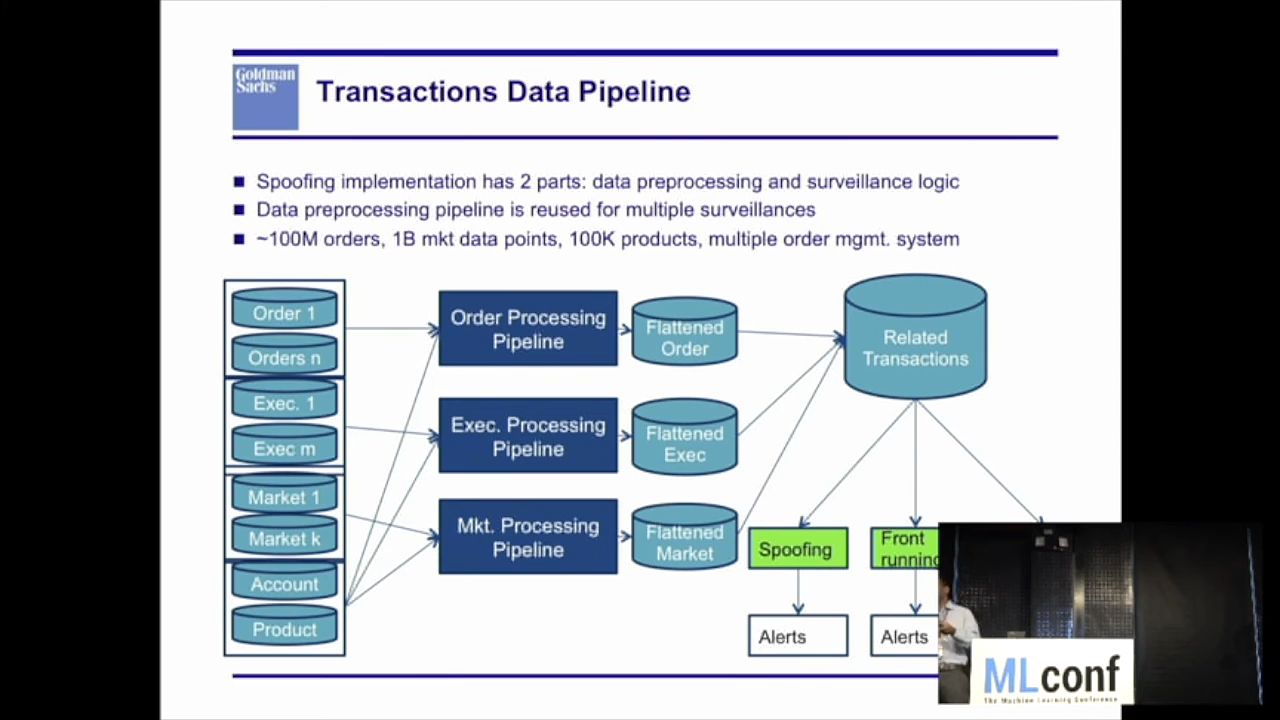 Goldman
Sachs
Transactions Data Pipeline
Spoofing implementation has 2 parts: data preprocessing and surveillance logic
Data preprocessing pipeline is reused for multiple surveillances
~100M orders, 1B mkt data points, 100K products, multiple order mgmt. system
Order 1
Orders n
Exec. 1
Exec m
Market 1
Market k
Account
Product
Order Processing
Pipeline
Exec. Processing
Pipeline
Mkt. Processing
Pipeline
Flattened
Order
Flattened
Exec
Flattened
Market
Related
Transactions
Spoofing
Front
running
Alerts
Alerts
MLconf
The Machine Learning Conference